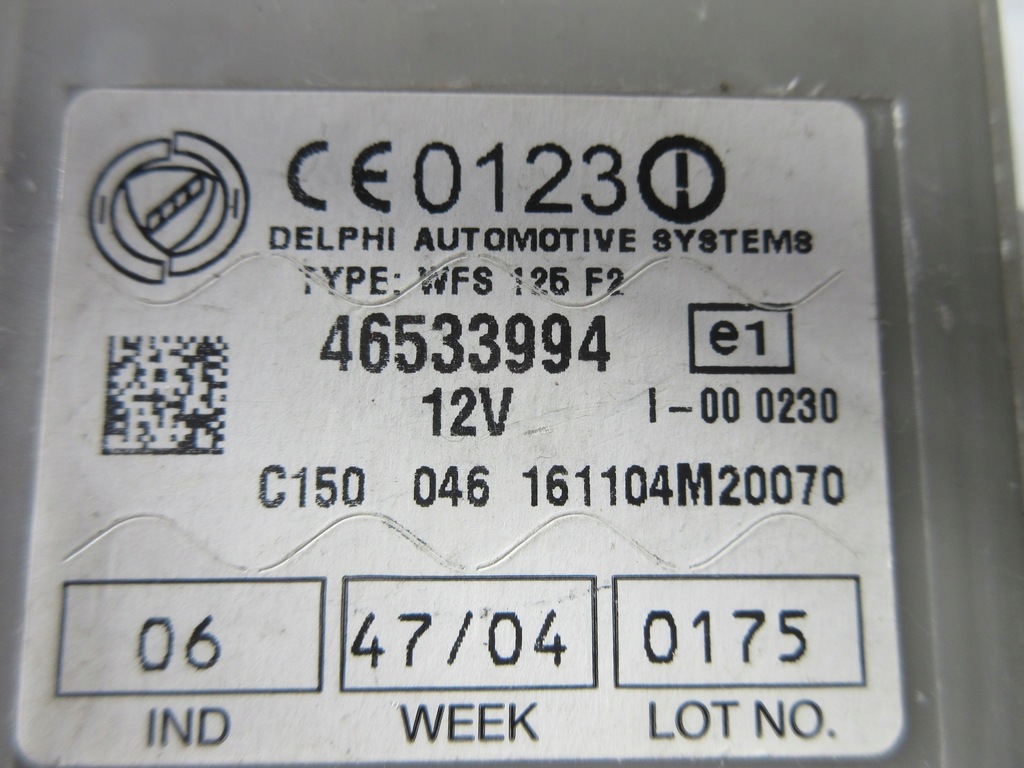 CE0123
DELPHI AUTOMOTIVE SYSTEMS
TYPE: WFS 125 F2
46533994
e1
12V
I-00 0230
C150 046 161104M20070
06 47/04 0175
IND WEEK LOT NO.